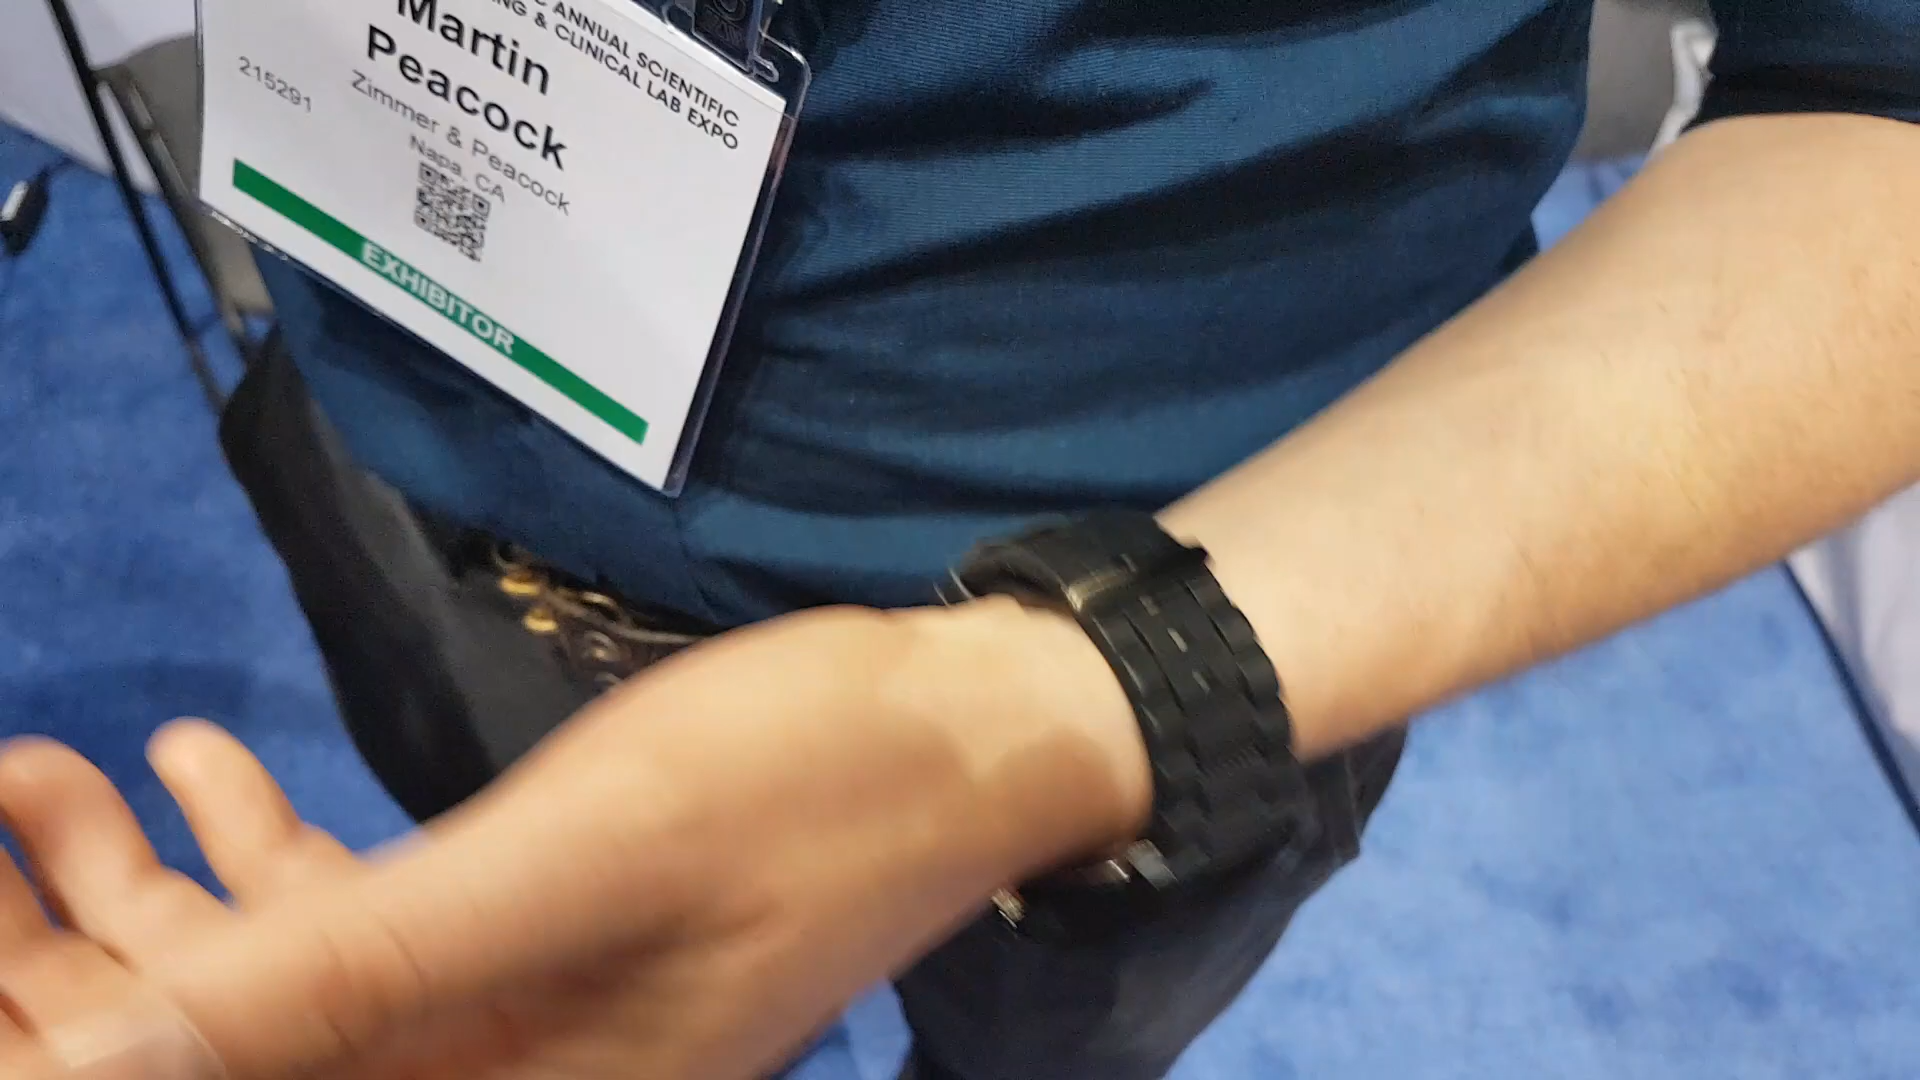 ANNUAL SCIENTIFIC
& CLINICAL LAB EXPO
Martin
Peacock
Zimmer & Peacock
Napa, CA
215291
EXHIBITOR